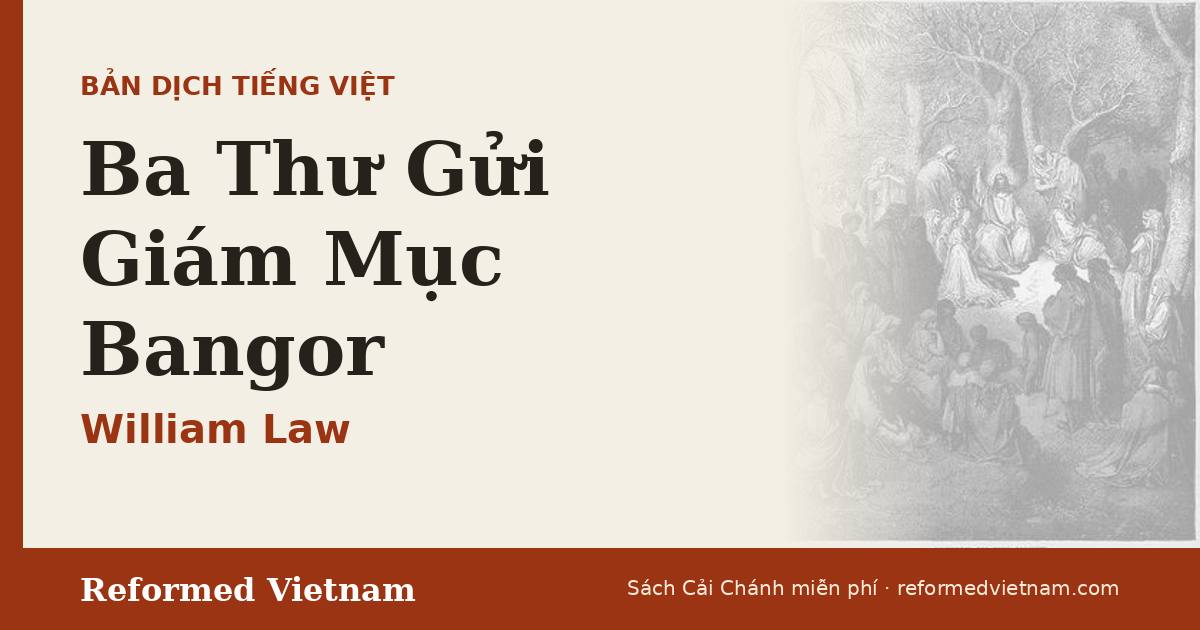 BẢN DỊCH TIẾNG VIỆT
Ba Thư Gửi
Giám Mục
Bangor
William Law
Reformed Vietnam
Sách Cải Chánh miễn phí · reformedvietnam.com